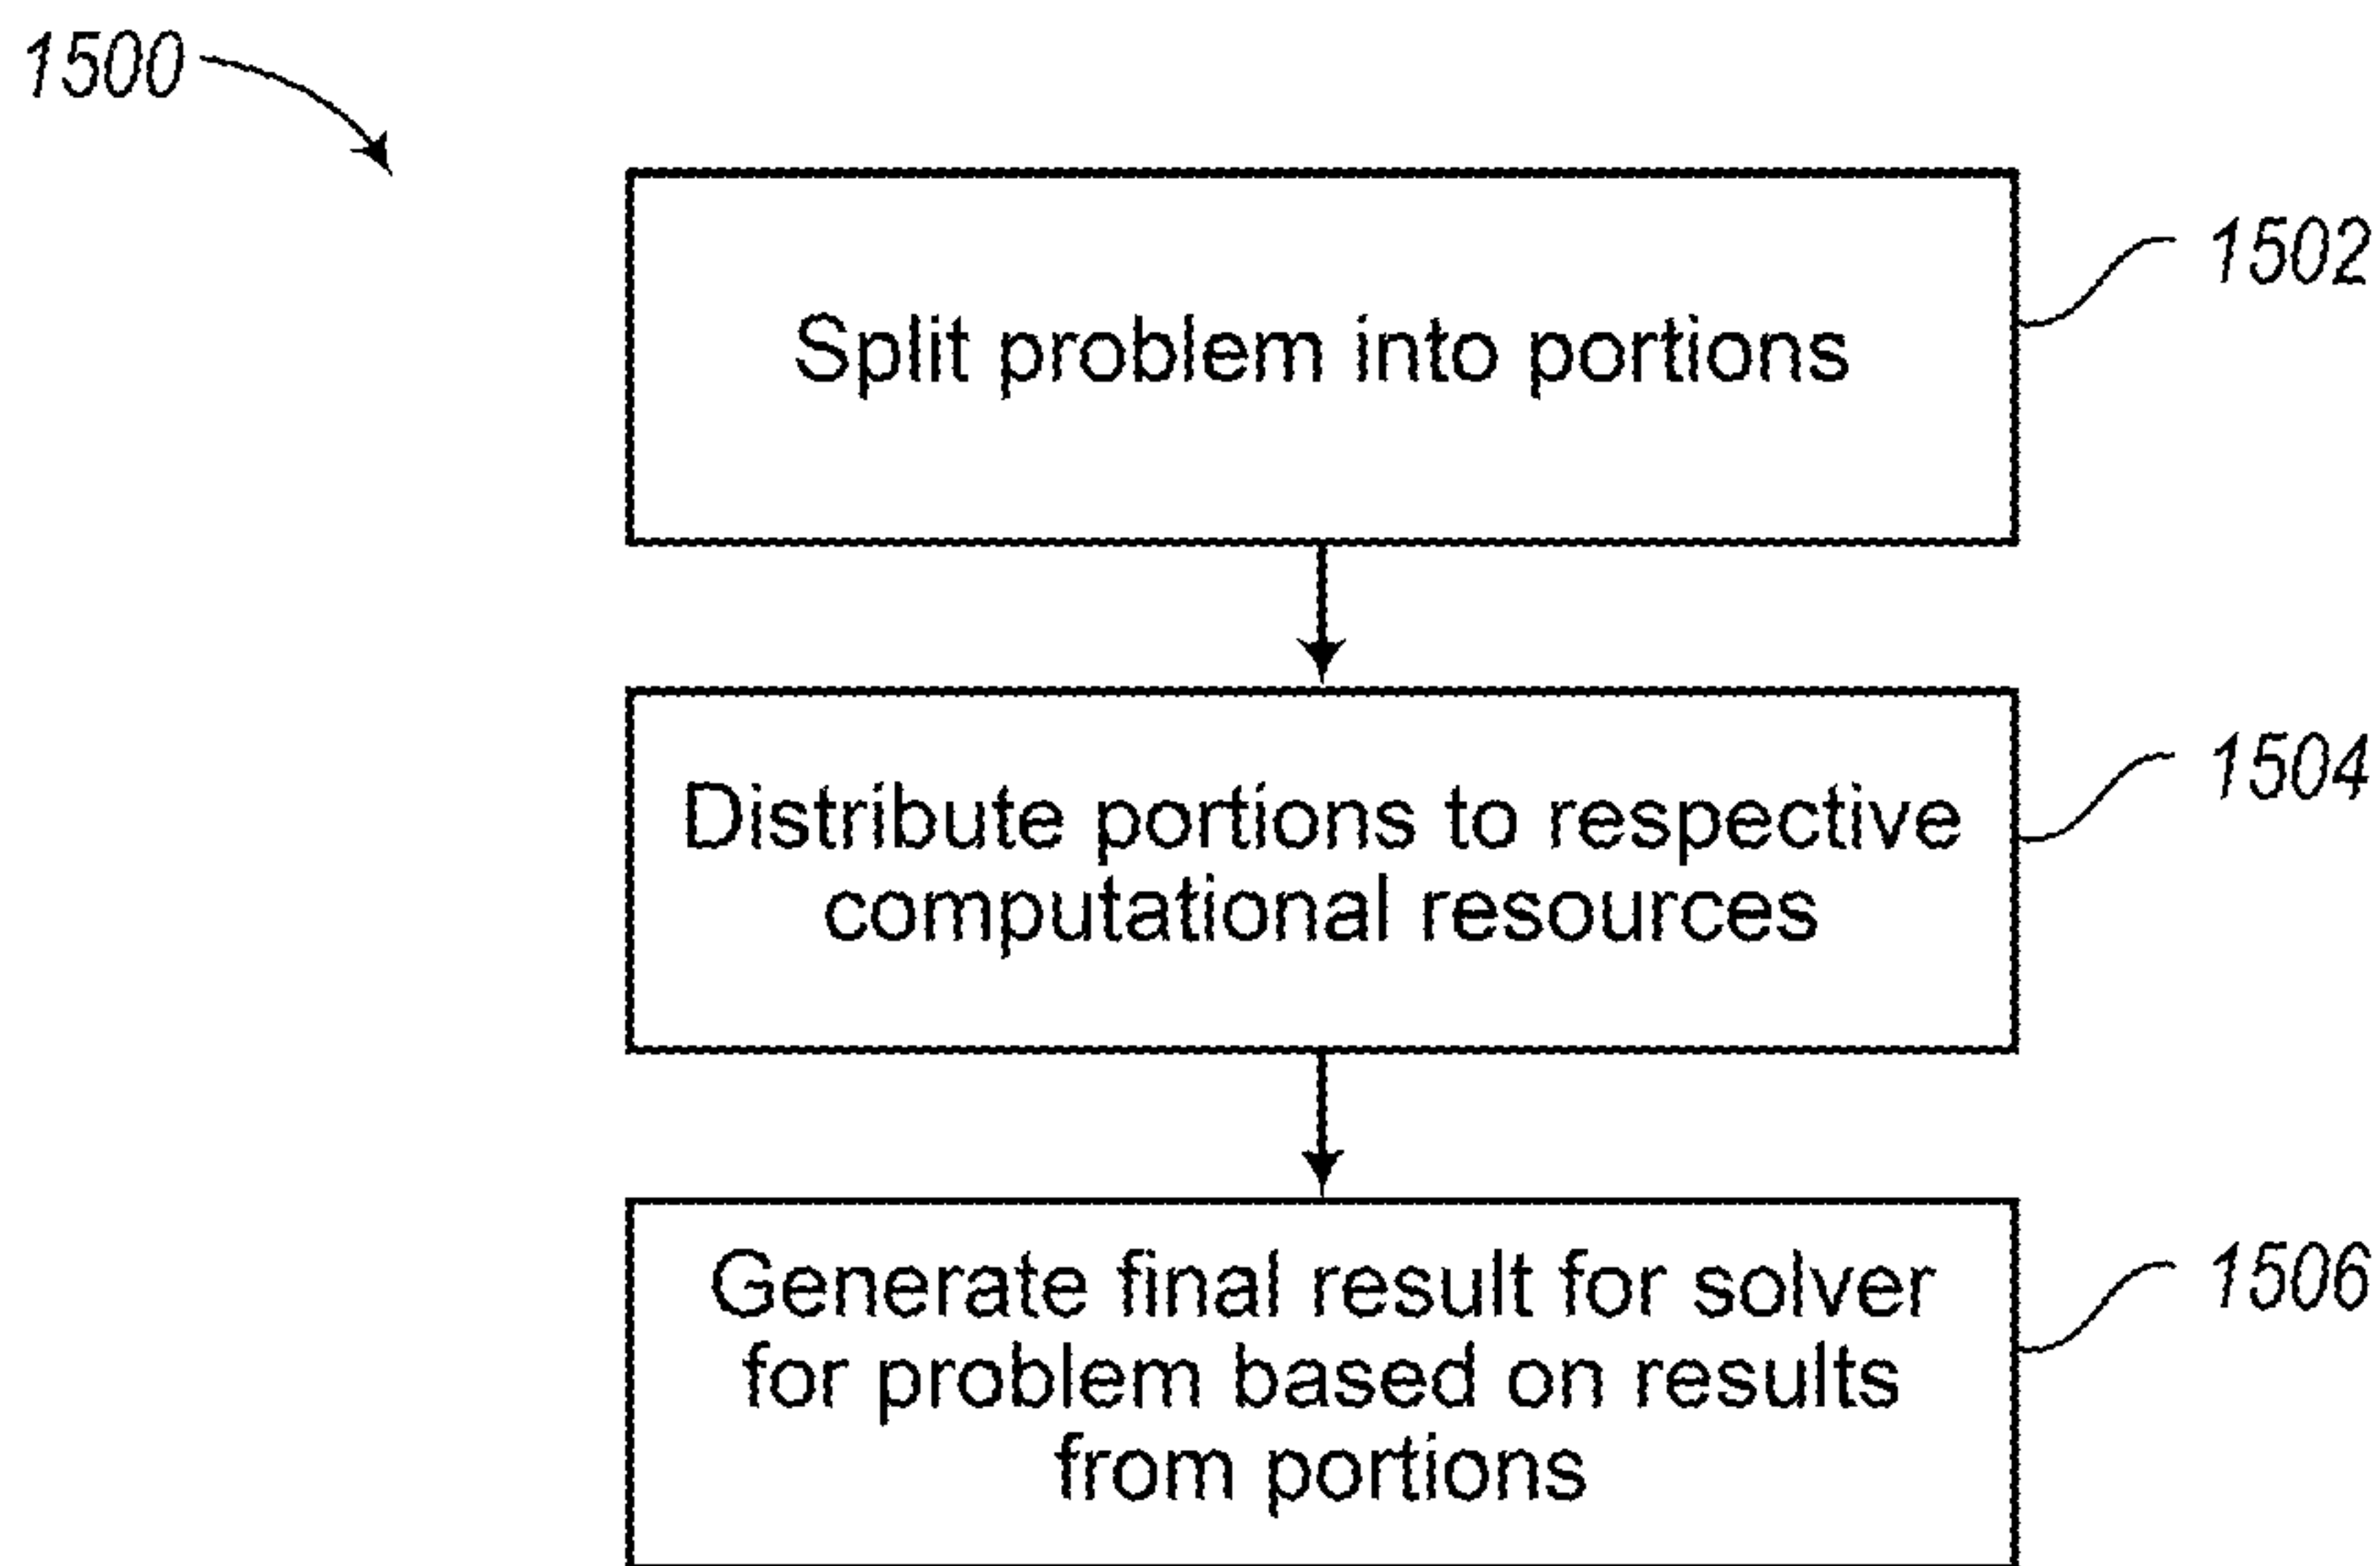 1500
1502
Split problem into portions
1504
Distribute portions to respective
computational resources
1506
Generate final result for solver
for problem based on results
from portions